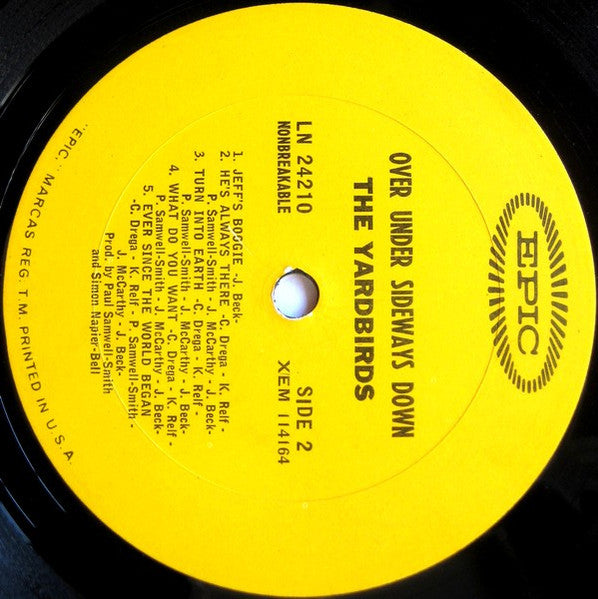 EPIC
OVER UNDER SIDEWAYS DOWN
THE YARDBIRDS
LN 24210
NONBREAKABLE
SIDE 2
XEM 114164
1. JEFF'S BOOGIE -J. Beck-
P. Samwell-Smith - J. McCarthy - J. Beck-
2. HE'S ALWAYS THERE -C. Drega - K. Relf -
P. Samwell-Smith - J. McCarthy - J. Beck-
3. TURN INTO EARTH -C. Drega - K. Relf-
4. WHAT DO YOU WANT -C. Drega - K. Relf -
P. Samwell-Smith - J. McCarthy - J. Beck-
5. EVER SINCE THE WORLD BEGAN
-C. Drega - K. Relf - P. Samwell-Smith -
J. McCarthy - J. Beck-
Prod. by Paul Samwell-Smith
and Simon Napier-Bell
"EPIC," MARCAS REG. T.M. PRINTED IN U.S.A.